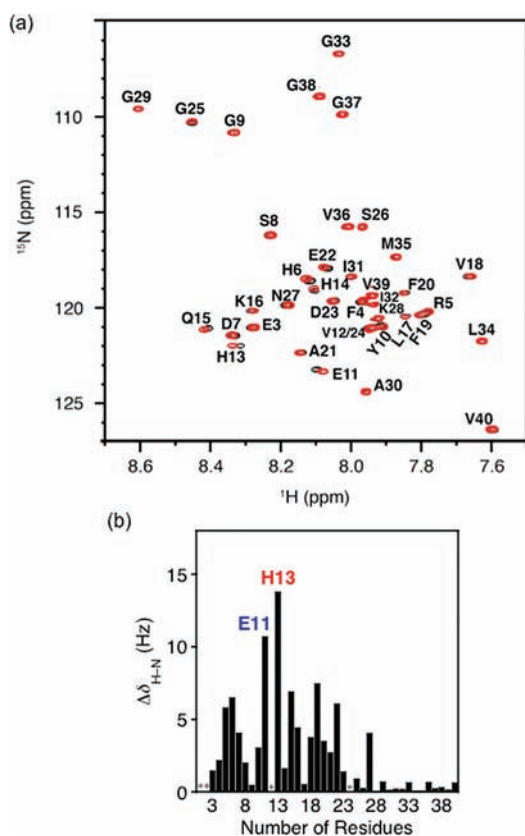 (a)
G33
G38
G29 G25 G9 G37
110
S8 V36 S26
115
M35
E22 I31 V18
H6 H14 V39 F20
N27 I32
K16 D23 F4 K28 R5
Q15 D7 E3 V12/24 Y10 L17 F19 L34
120
H13 A21 E11 A30
125
V40
¹⁵N (ppm)
8.6 8.4 8.2 8.0 7.8 7.6
¹H (ppm)
(b)
15
H13
E11
10
5
0
ΔδH–N (Hz)
* * * *
3 8 13 18 23 28 33 38
Number of Residues